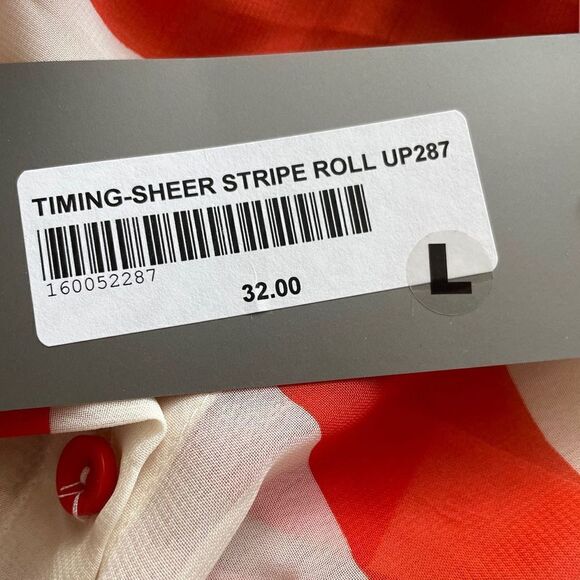 TIMING-SHEER STRIPE ROLL UP287
160052287
32.00
L